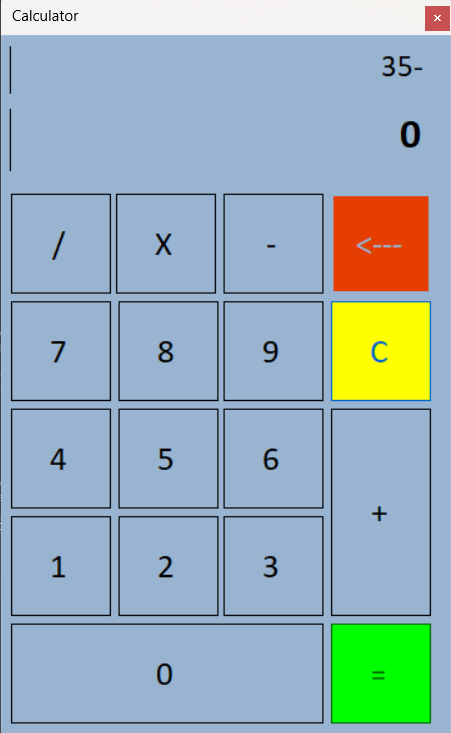 Calculator
35-
0
/ X - <---
7 8 9 C
4 5 6
+
1 2 3
0 =